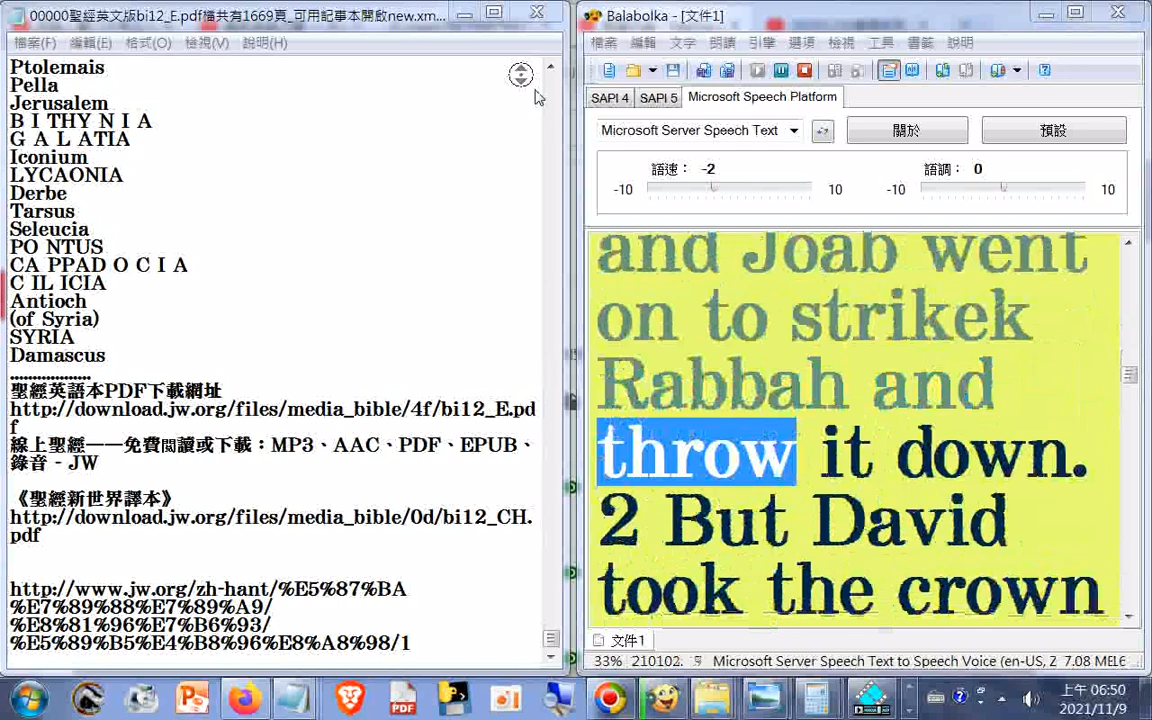 00000聖經英文版bi12_E.pdf檔共有1669頁_可用記事本開啟new.xm...
檔案(F) 編輯(E) 格式(O) 檢視(V) 說明(H)
Ptolemais
Pella
Jerusalem
B I THY N I A
G A L ATIA
Iconium
LYCAONIA
Derbe
Tarsus
Seleucia
PO NTUS
CA PPAD O C I A
C IL ICIA
Antioch
(of Syria)
SYRIA
Damascus
..................
聖經英語本PDF下載網址
http://download.jw.org/files/media_bible/4f/bi12_E.pd
f
線上聖經——免費閱讀或下載：MP3、AAC、PDF、EPUB、
錄音 - JW
《聖經新世界譯本》
http://download.jw.org/files/media_bible/0d/bi12_CH.
pdf
http://www.jw.org/zh-hant/%E5%87%BA
%E7%89%88%E7%89%A9/
%E8%81%96%E7%B6%93/
%E5%89%B5%E4%B8%96%E8%A8%98/1
Balabolka - [文件1]
檔案 編輯 文字 朗讀 引擎 選項 檢視 工具 書籤 說明
SAPI 4 SAPI 5 Microsoft Speech Platform
Microsoft Server Speech Text 關於 預設
語速： -2 語調： 0
-10 10 -10 10
and Joab went
on to strikek
Rabbah and
throw it down.
2 But David
took the crown
文件1
33% 210102. Microsoft Server Speech Text to Speech Voice (en-US, Z 7.08 МБ
PDF
上午 06:50
2021/11/9